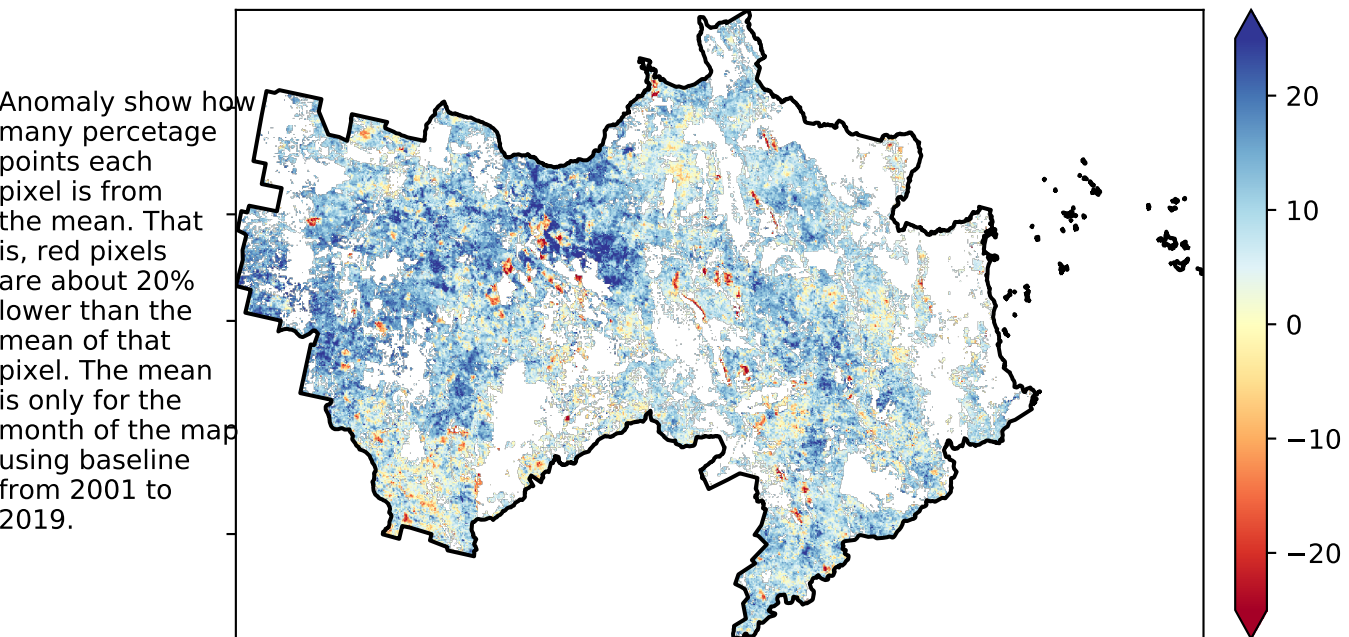 Anomaly show how
many percetage
points each
pixel is from
the mean. That
is, red pixels
are about 20%
lower than the
mean of that
pixel. The mean
is only for the
month of the map
using baseline
from 2001 to
2019.
20
10
0
−10
−20